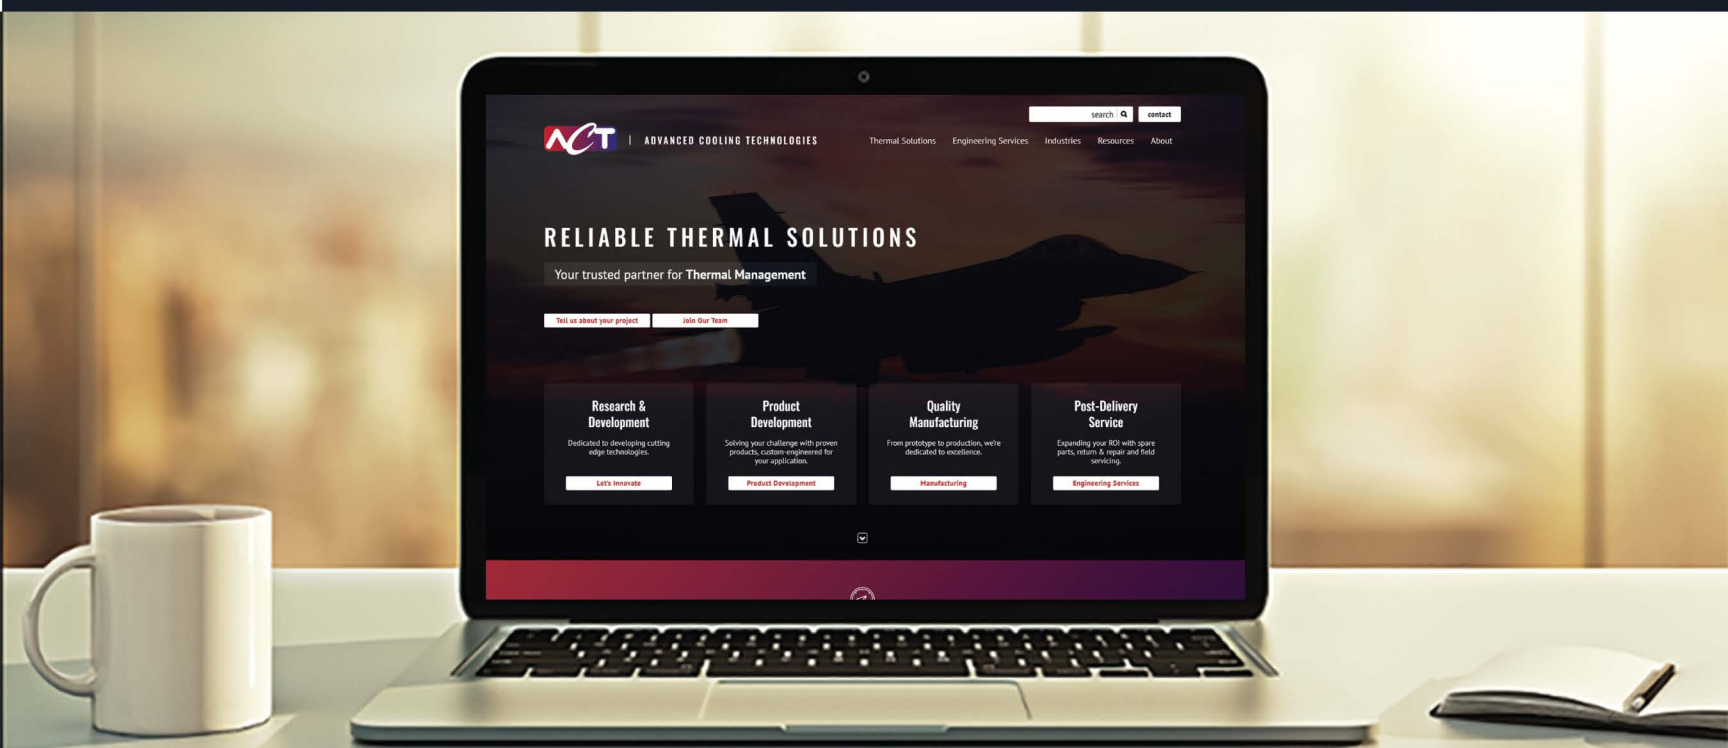 search
contact
ACT | ADVANCED COOLING TECHNOLOGIES
Thermal Solutions Engineering Services Industries Resources About
RELIABLE THERMAL SOLUTIONS
Your trusted partner for Thermal Management
Tell us about your project
Join Our Team
Research &
Development
Dedicated to developing cutting
edge technologies.
Let's Innovate
Product
Development
Solving your challenge with proven
products, custom-engineered for
your application.
Product Development
Quality
Manufacturing
From prototype to production, we're
dedicated to excellence.
Manufacturing
Post-Delivery
Service
Expanding your ROI with spare
parts, return & repair and field
servicing.
Engineering Services